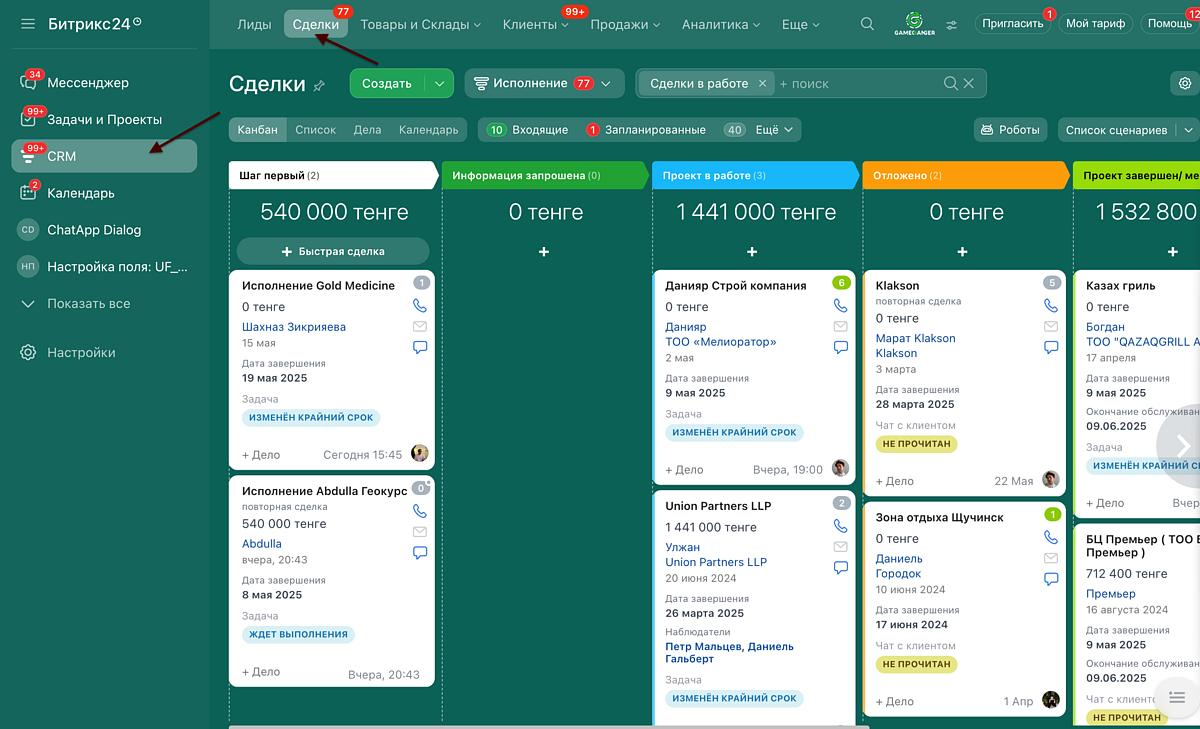 Битрикс24
Лиды
Сделки
77
Товары и Склады
Клиенты
99+
Продажи
Аналитика
Еще
GAMECHANGER
Пригласить
1
Мой тариф
Помощь
12
34
Мессенджер
99+
Задачи и Проекты
99+
CRM
2
Календарь
CD
ChatApp Dialog
НП
Настройка поля: UF_...
Показать все
Настройки
Сделки
Создать
Исполнение 77
Сделки в работе
+ поиск
Канбан
Список
Дела
Календарь
10 Входящие
1 Запланированные
40 Ещё
Роботы
Список сценариев
Шаг первый (2)
540 000 тенге
+ Быстрая сделка
Исполнение Gold Medicine
1
0 тенге
Шахназ Зикрияева
15 мая
Дата завершения
19 мая 2025
Задача
ИЗМЕНЁН КРАЙНИЙ СРОК
+ Дело
Сегодня 15:45
Исполнение Abdulla Геокурс
0
повторная сделка
540 000 тенге
Abdulla
вчера, 20:43
Дата завершения
8 мая 2025
Задача
ЖДЕТ ВЫПОЛНЕНИЯ
+ Дело
Вчера, 20:43
Информация запрошена (0)
0 тенге
+
Проект в работе (3)
1 441 000 тенге
+
Данияр Строй компания
6
0 тенге
Данияр
ТОО «Мелиоратор»
2 мая
Дата завершения
9 мая 2025
Задача
ИЗМЕНЁН КРАЙНИЙ СРОК
+ Дело
Вчера, 19:00
Union Partners LLP
2
1 441 000 тенге
Улжан
Union Partners LLP
20 июня 2024
Дата завершения
26 марта 2025
Наблюдатели
Петр Мальцев, Даниель
Гальберт
Задача
ИЗМЕНЁН КРАЙНИЙ СРОК
Отложено (2)
0 тенге
+
Klakson
5
повторная сделка
0 тенге
Марат Klakson
Klakson
3 марта
Дата завершения
28 марта 2025
Чат с клиентом
НЕ ПРОЧИТАН
+ Дело
22 Мая
Зона отдыха Щучинск
1
0 тенге
Даниель
Городок
10 июня 2024
Дата завершения
17 июня 2024
Чат с клиентом
НЕ ПРОЧИТАН
+ Дело
1 Апр
Проект завершен/ ме
1 532 800
+
Казах гриль
0 тенге
Богдан
ТОО "QAZAQGRILL A
17 апреля
Дата завершения
9 мая 2025
Окончание обслуживан
09.06.2025
Задача
ИЗМЕНЁН КРАЙНИЙ С
+ Дело
Вчер
БЦ Премьер ( ТОО Б
Премьер )
712 400 тенге
Премьер
16 августа 2024
Дата завершения
9 мая 2025
Окончание обслуживан
09.06.2025
Чат с клиенто
НЕ ПРОЧИТАН